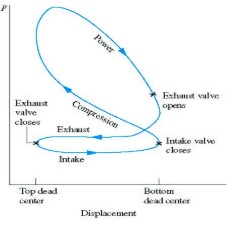 p
Power
Exhaust valve
opens
Exhaust
valve
closes
Compression
Exhaust
Intake valve
closes
Intake
Top dead
center
Bottom
dead center
Displacement